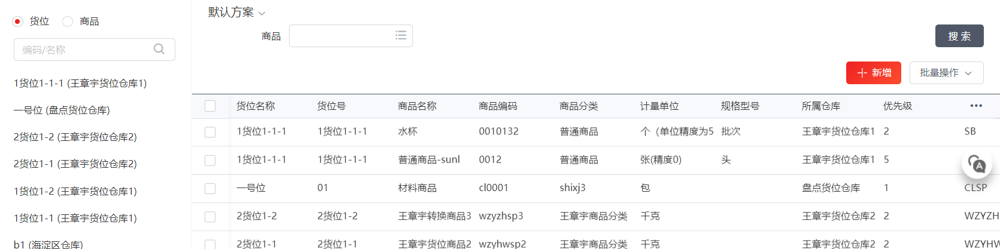 货位 商品
编码/名称
1货位1-1-1 (王章宇货位仓库1)
一号位 (盘点货位仓库)
2货位1-2 (王章宇货位仓库2)
2货位1-1 (王章宇货位仓库2)
1货位1-2 (王章宇货位仓库1)
1货位1-1 (王章宇货位仓库1)
b1 (海淀区仓库)
默认方案
商品
搜 索
新增 批量操作
货位名称 货位号 商品名称 商品编码 商品分类 计量单位 规格型号 所属仓库 优先级 •••
1货位1-1-1 1货位1-1-1 水杯 0010132 普通商品 个（单位精度为5 批次 王章宇货位仓库1 2 SB
1货位1-1-1 1货位1-1-1 普通商品-sunl 0012 普通商品 张(精度0) 头 王章宇货位仓库1 5
一号位 01 材料商品 cl0001 shixj3 包 盘点货位仓库 1 CLSP
2货位1-2 2货位1-2 王章宇转换商品3 wzyzhsp3 王章宇商品分类 千克 王章宇货位仓库2 2 WZYZH
2货位1-1 2货位1-1 王章宇货位商品2 wzyhwsp2 王章宇商品分类 千克 王章宇货位仓库2 2 WZYHW